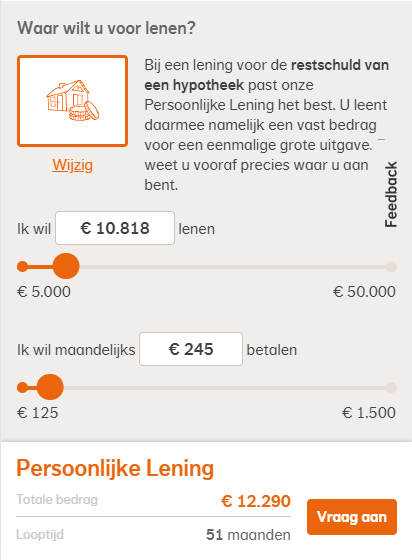 Waar wilt u voor lenen?
Bij een lening voor de restschuld van
een hypotheek past onze
Persoonlijke Lening het best. U leent
daarmee namelijk een vast bedrag
voor een eenmalige grote uitgave.
weet u vooraf precies waar u aan
bent.
Wijzig
Feedback
Ik wil € 10.818 lenen
€ 5.000 € 50.000
Ik wil maandelijks € 245 betalen
€ 125 € 1.500
Persoonlijke Lening
Totale bedrag € 12.290
Looptijd 51 maanden
Vraag aan